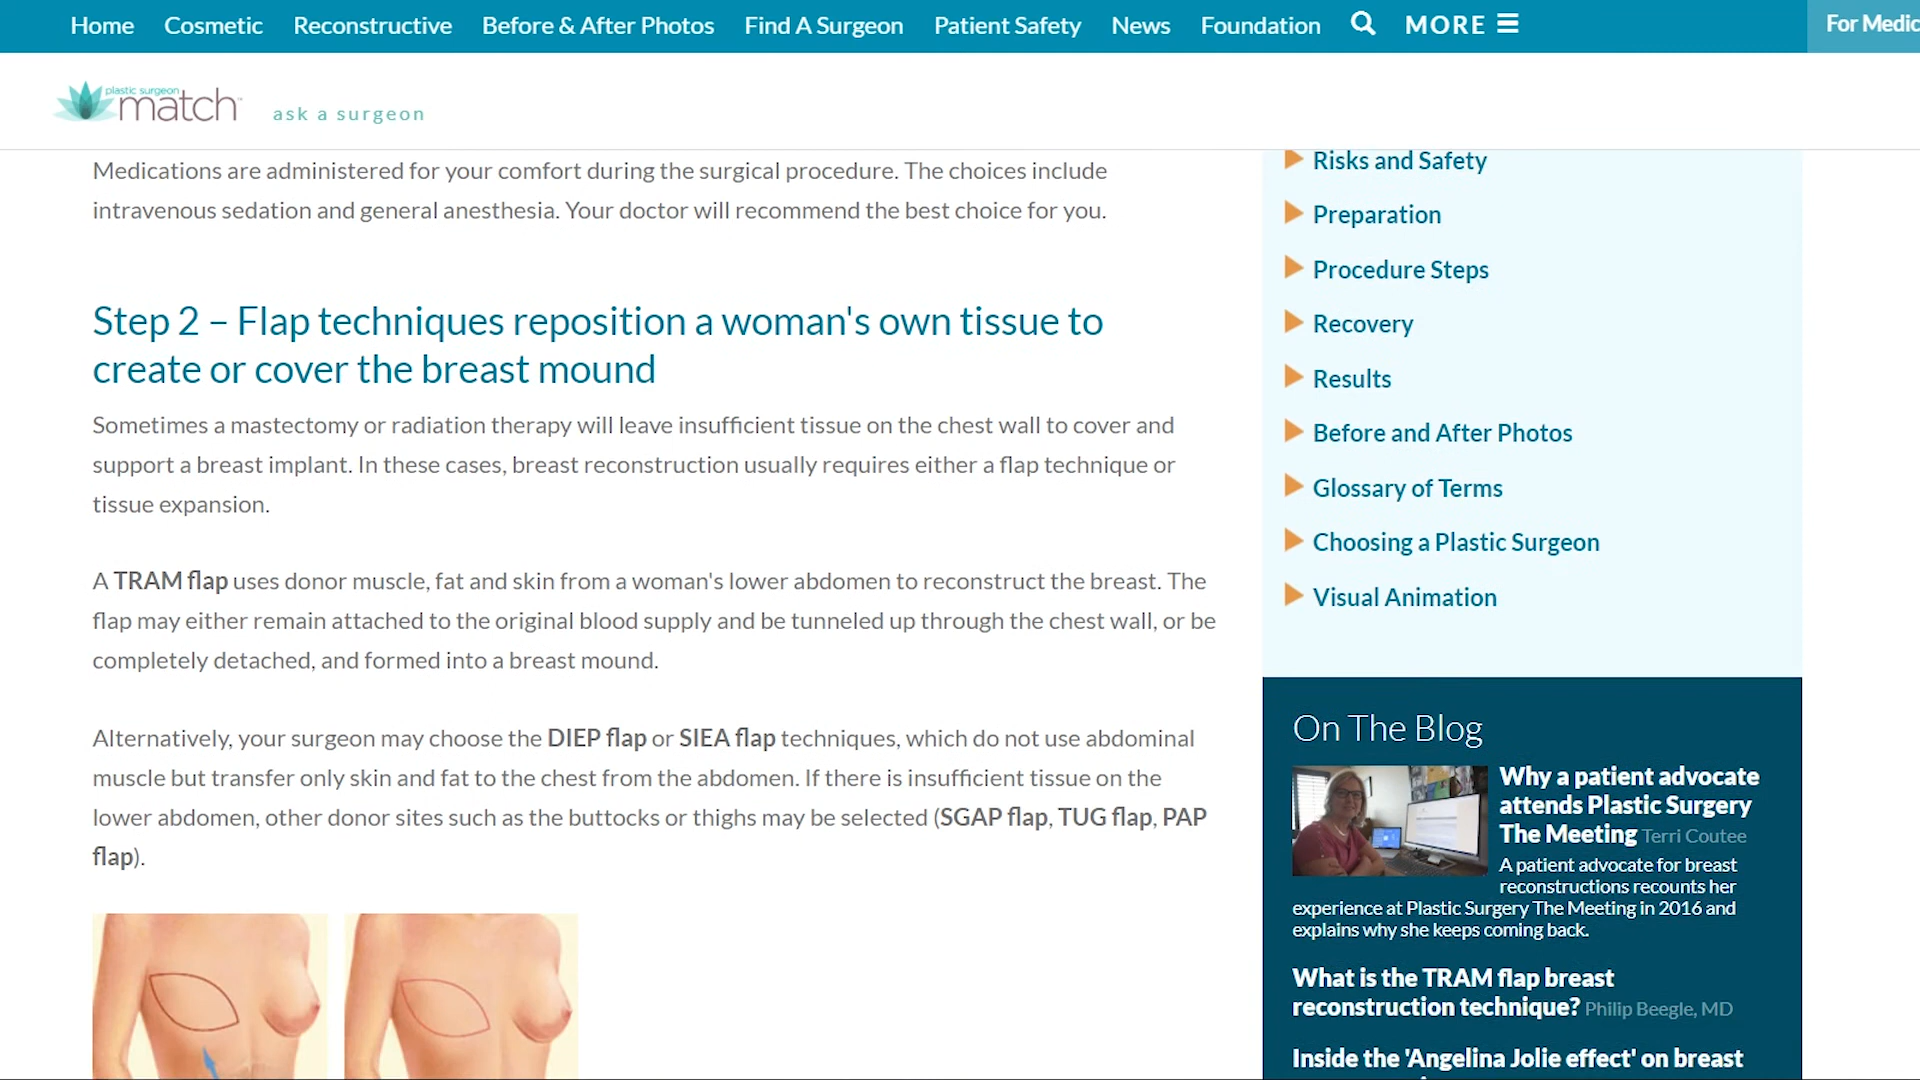 Home Cosmetic Reconstructive Before & After Photos Find A Surgeon Patient Safety News Foundation MORE
For Medic
plastic surgeon
match™
ask a surgeon
Medications are administered for your comfort during the surgical procedure. The choices include
intravenous sedation and general anesthesia. Your doctor will recommend the best choice for you.
Step 2 – Flap techniques reposition a woman's own tissue to
create or cover the breast mound
Sometimes a mastectomy or radiation therapy will leave insufficient tissue on the chest wall to cover and
support a breast implant. In these cases, breast reconstruction usually requires either a flap technique or
tissue expansion.
A TRAM flap uses donor muscle, fat and skin from a woman's lower abdomen to reconstruct the breast. The
flap may either remain attached to the original blood supply and be tunneled up through the chest wall, or be
completely detached, and formed into a breast mound.
Alternatively, your surgeon may choose the DIEP flap or SIEA flap techniques, which do not use abdominal
muscle but transfer only skin and fat to the chest from the abdomen. If there is insufficient tissue on the
lower abdomen, other donor sites such as the buttocks or thighs may be selected (SGAP flap, TUG flap, PAP
flap).
Risks and Safety
Preparation
Procedure Steps
Recovery
Results
Before and After Photos
Glossary of Terms
Choosing a Plastic Surgeon
Visual Animation
On The Blog
Why a patient advocate
attends Plastic Surgery
The Meeting Terri Coutee
A patient advocate for breast
reconstructions recounts her
experience at Plastic Surgery The Meeting in 2016 and
explains why she keeps coming back.
What is the TRAM flap breast
reconstruction technique? Philip Beegle, MD
Inside the 'Angelina Jolie effect' on breast